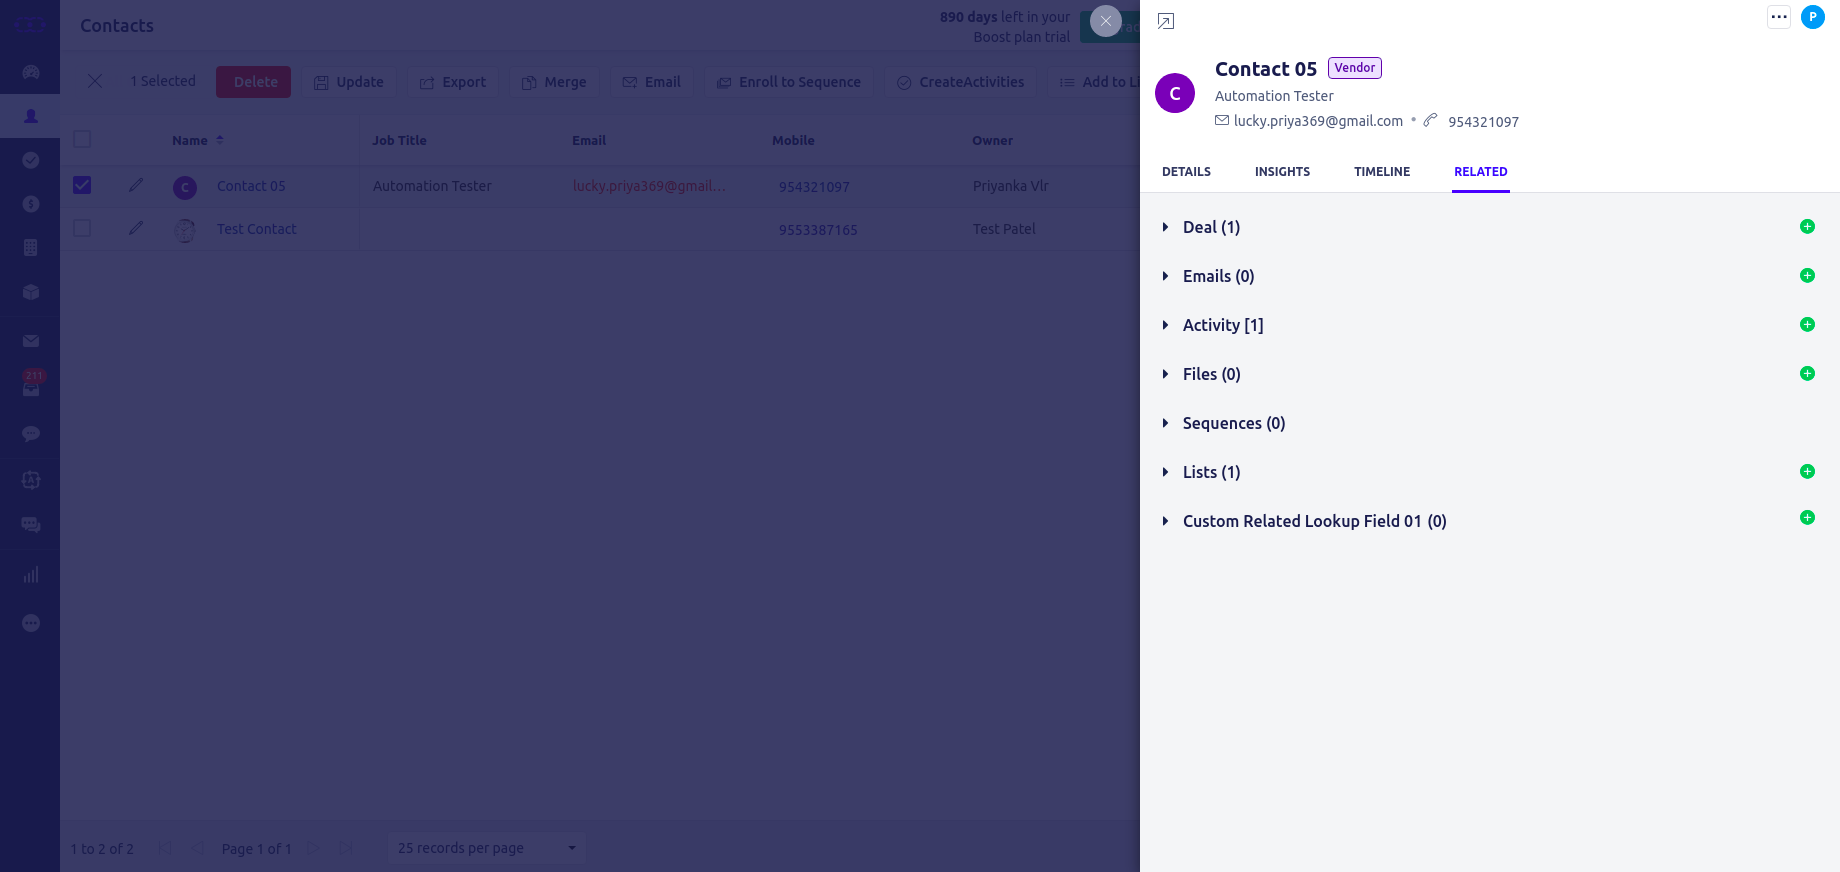 Contacts
890 days left in your
Boost plan trial
1 Selected
Delete
Update
Export
Merge
Email
Enroll to Sequence
CreateActivities
Add to Li
Name
Job Title
Email
Mobile
Owner
C
Contact 05
Automation Tester
lucky.priya369@gmail...
954321097
Priyanka Vlr
Test Contact
9553387165
Test Patel
211
1 to 2 of 2
Page 1 of 1
25 records per page
P
C
Contact 05
Vendor
Automation Tester
lucky.priya369@gmail.com • 954321097
DETAILS
INSIGHTS
TIMELINE
RELATED
Deal (1)
Emails (0)
Activity [1]
Files (0)
Sequences (0)
Lists (1)
Custom Related Lookup Field 01 (0)